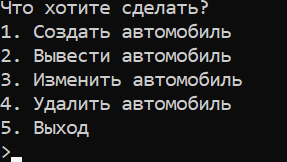 Что хотите сделать?
1. Создать автомобиль
2. Вывести автомобиль
3. Изменить автомобиль
4. Удалить автомобиль
5. Выход
>